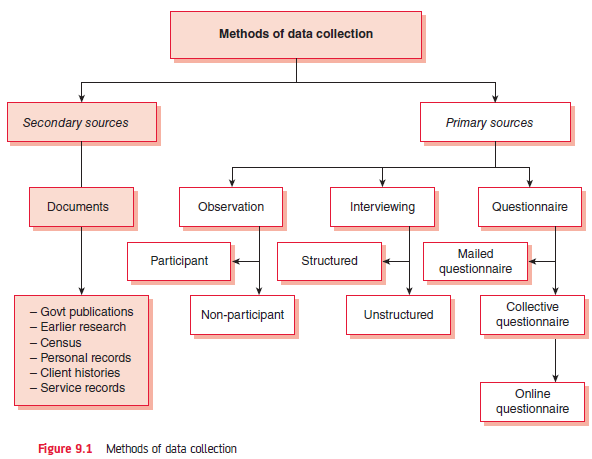 Methods of data collection
Secondary sources
Primary sources
Documents
Observation
Interviewing
Questionnaire
Participant
Structured
Mailed
questionnaire
Non-participant
Unstructured
Collective
questionnaire
– Govt publications
– Earlier research
– Census
– Personal records
– Client histories
– Service records
Online
questionnaire
Figure 9.1 Methods of data collection